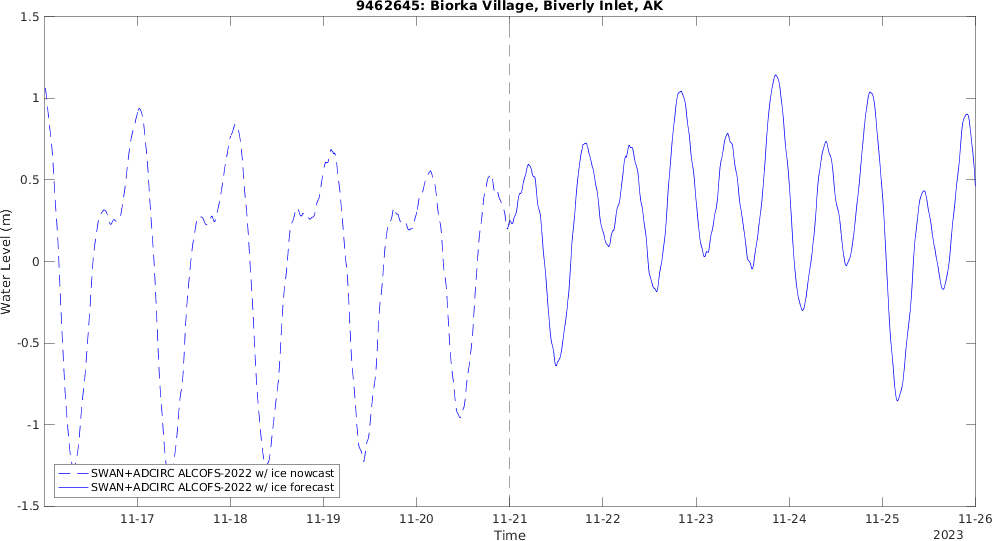 9462645: Biorka Village, Biverly Inlet, AK
Water Level (m)
1.5
1
0.5
0
-0.5
-1
-1.5
SWAN+ADCIRC ALCOFS-2022 w/ ice nowcast
SWAN+ADCIRC ALCOFS-2022 w/ ice forecast
11-17 11-18 11-19 11-20 11-21 11-22 11-23 11-24 11-25 11-26
Time
2023